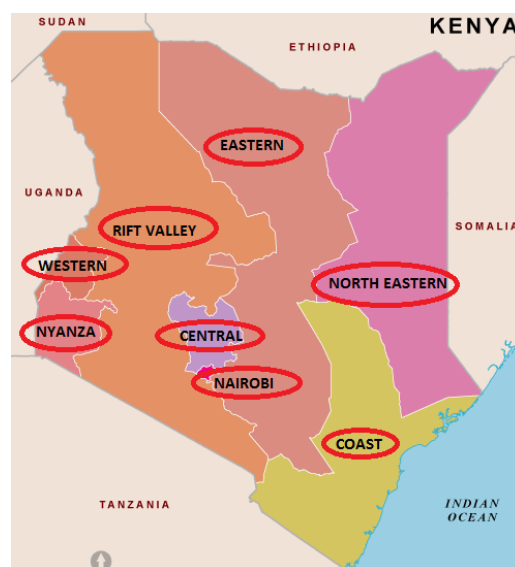 SUDAN
KENYA
ETHIOPIA
EASTERN
UGANDA
RIFT VALLEY
SOMALIA
WESTERN
NORTH EASTERN
NYANZA
CENTRAL
NAIROBI
COAST
TANZANIA
INDIAN
OCEAN